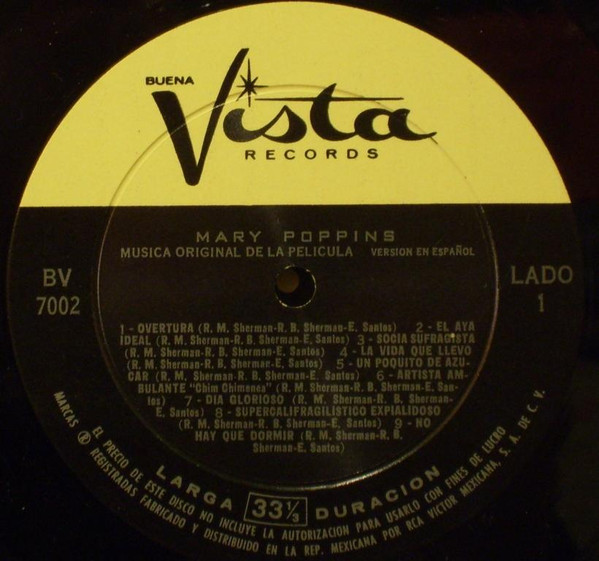 BUENA
Vista
RECORDS
MARY POPPINS
MUSICA ORIGINAL DE LA PELICULA VERSION EN ESPAÑOL
BV
7002
LADO
1
1 - OVERTURA (R. M. Sherman-R. B. Sherman-E. Santos) 2 - EL AYA
IDEAL (R. M. Sherman-R. B. Sherman-E. Santos) 3 - SOCIA SUFRAGISTA
(R. M. Sherman-R. B. Sherman-E. Santos) 4 - LA VIDA QUE LLEVO
(R. M. Sherman-R. B. Sherman-E. Santos) 5 - UN POQUITO DE AZU-
CAR (R. M. Sherman-R. B. Sherman-E. Santos) 6 - ARTISTA AM-
BULANTE "Chim Chimenea" (R. M. Sherman-R. B. Sherman-E. San-
tos) 7 - DIA GLORIOSO (R. M. Sherman-R. B. Sherman-
E. Santos) 8 - SUPERCALIFRAGILISTICO EXPIALIDOSO
(R. M. Sherman-R. B. Sherman-E. Santos) 9 - NO
HAY QUE DORMIR (R. M. Sherman-R. B.
Sherman-E. Santos)
LARGA 33⅓ DURACION
EL PRECIO DE ESTE DISCO NO INCLUYE LA AUTORIZACION PARA USARLO CON FINES DE LUCRO
MARCAS ® REGISTRADAS FABRICADO Y DISTRIBUIDO EN LA REP. MEXICANA POR RCA VICTOR MEXICANA, S. A. DE C. V.